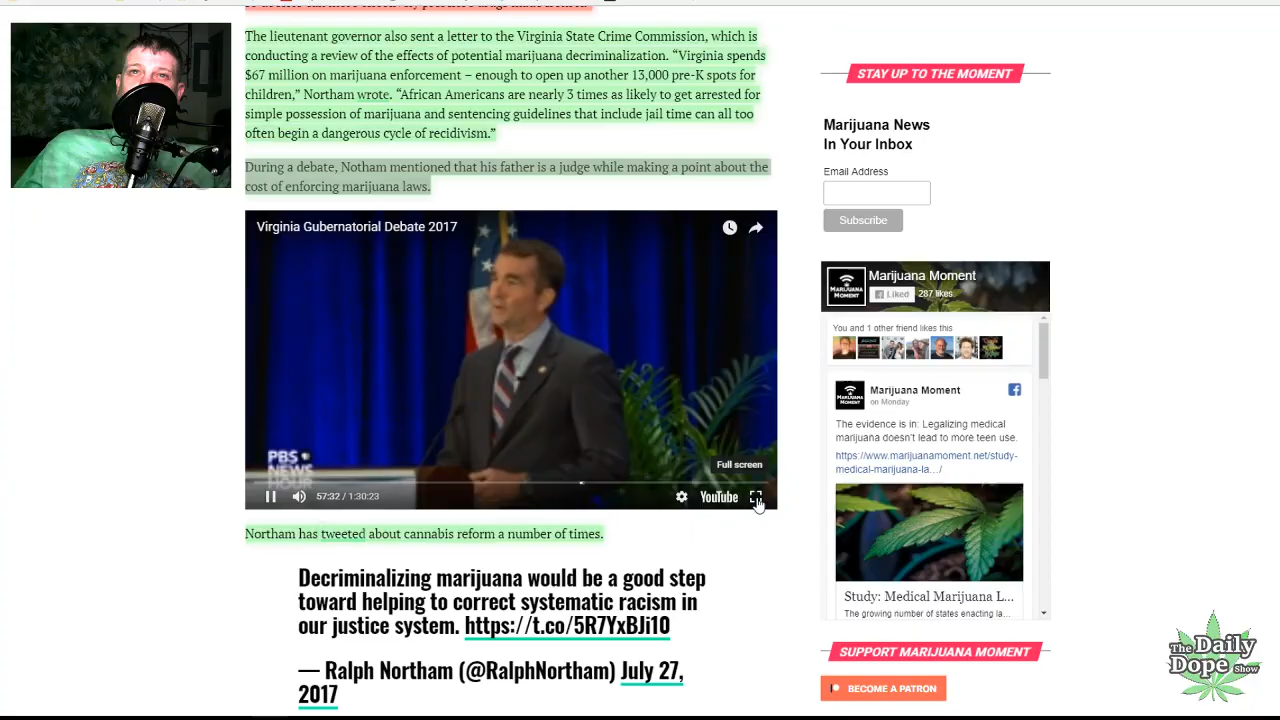 The lieutenant governor also sent a letter to the Virginia State Crime Commission, which is
conducting a review of the effects of potential marijuana decriminalization. “Virginia spends
$67 million on marijuana enforcement – enough to open up another 13,000 pre-K spots for
children,” Northam wrote. “African Americans are nearly 3 times as likely to get arrested for
simple possession of marijuana and sentencing guidelines that include jail time can all too
often begin a dangerous cycle of recidivism.”
During a debate, Notham mentioned that his father is a judge while making a point about the
cost of enforcing marijuana laws.
Virginia Gubernatorial Debate 2017
PBS
NEWS
HOUR
Full screen
57:32 / 1:30:23
YouTube
Northam has tweeted about cannabis reform a number of times.
Decriminalizing marijuana would be a good step
toward helping to correct systematic racism in
our justice system. https://t.co/5R7YxBJi10
— Ralph Northam (@RalphNortham) July 27,
2017
STAY UP TO THE MOMENT
Marijuana News
In Your Inbox
Email Address
Subscribe
MARIJUANA
MOMENT
Marijuana Moment
Liked
287 likes
You and 1 other friend likes this
Marijuana Moment
on Monday
The evidence is in: Legalizing medical
marijuana doesn't lead to more teen use.
https://www.marijuanamoment.net/study-
medical-marijuana-la…/
Study: Medical Marijuana L...
The growing number of states enacting la...
SUPPORT MARIJUANA MOMENT
BECOME A PATRON
The Daily
Dope Show